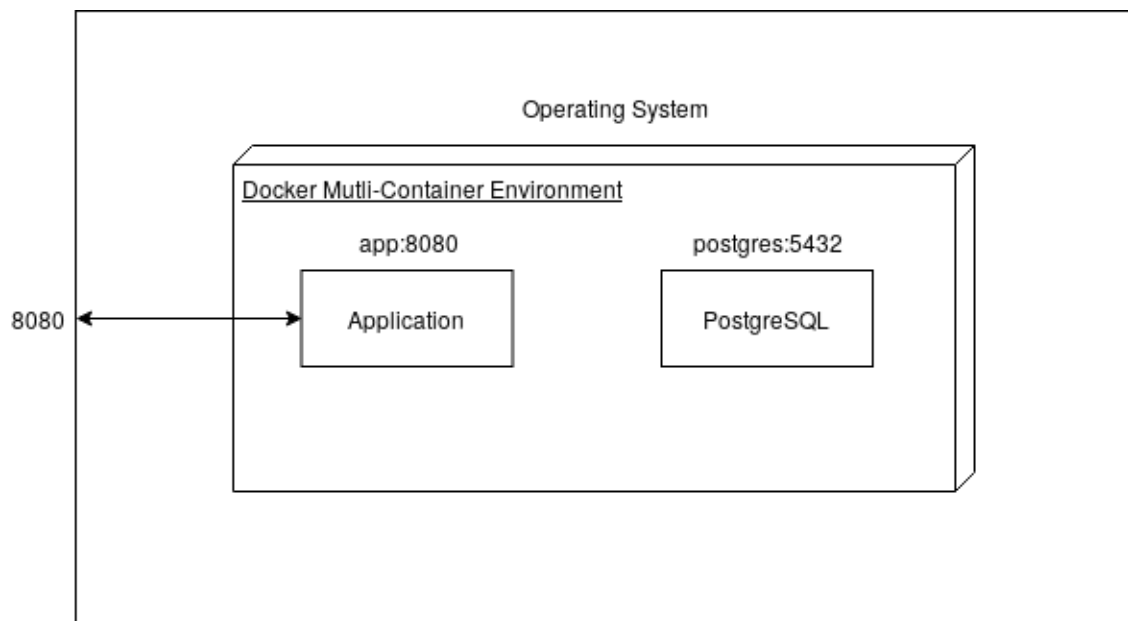 Operating System
Docker Mutli-Container Environment
app:8080
postgres:5432
8080
Application
PostgreSQL